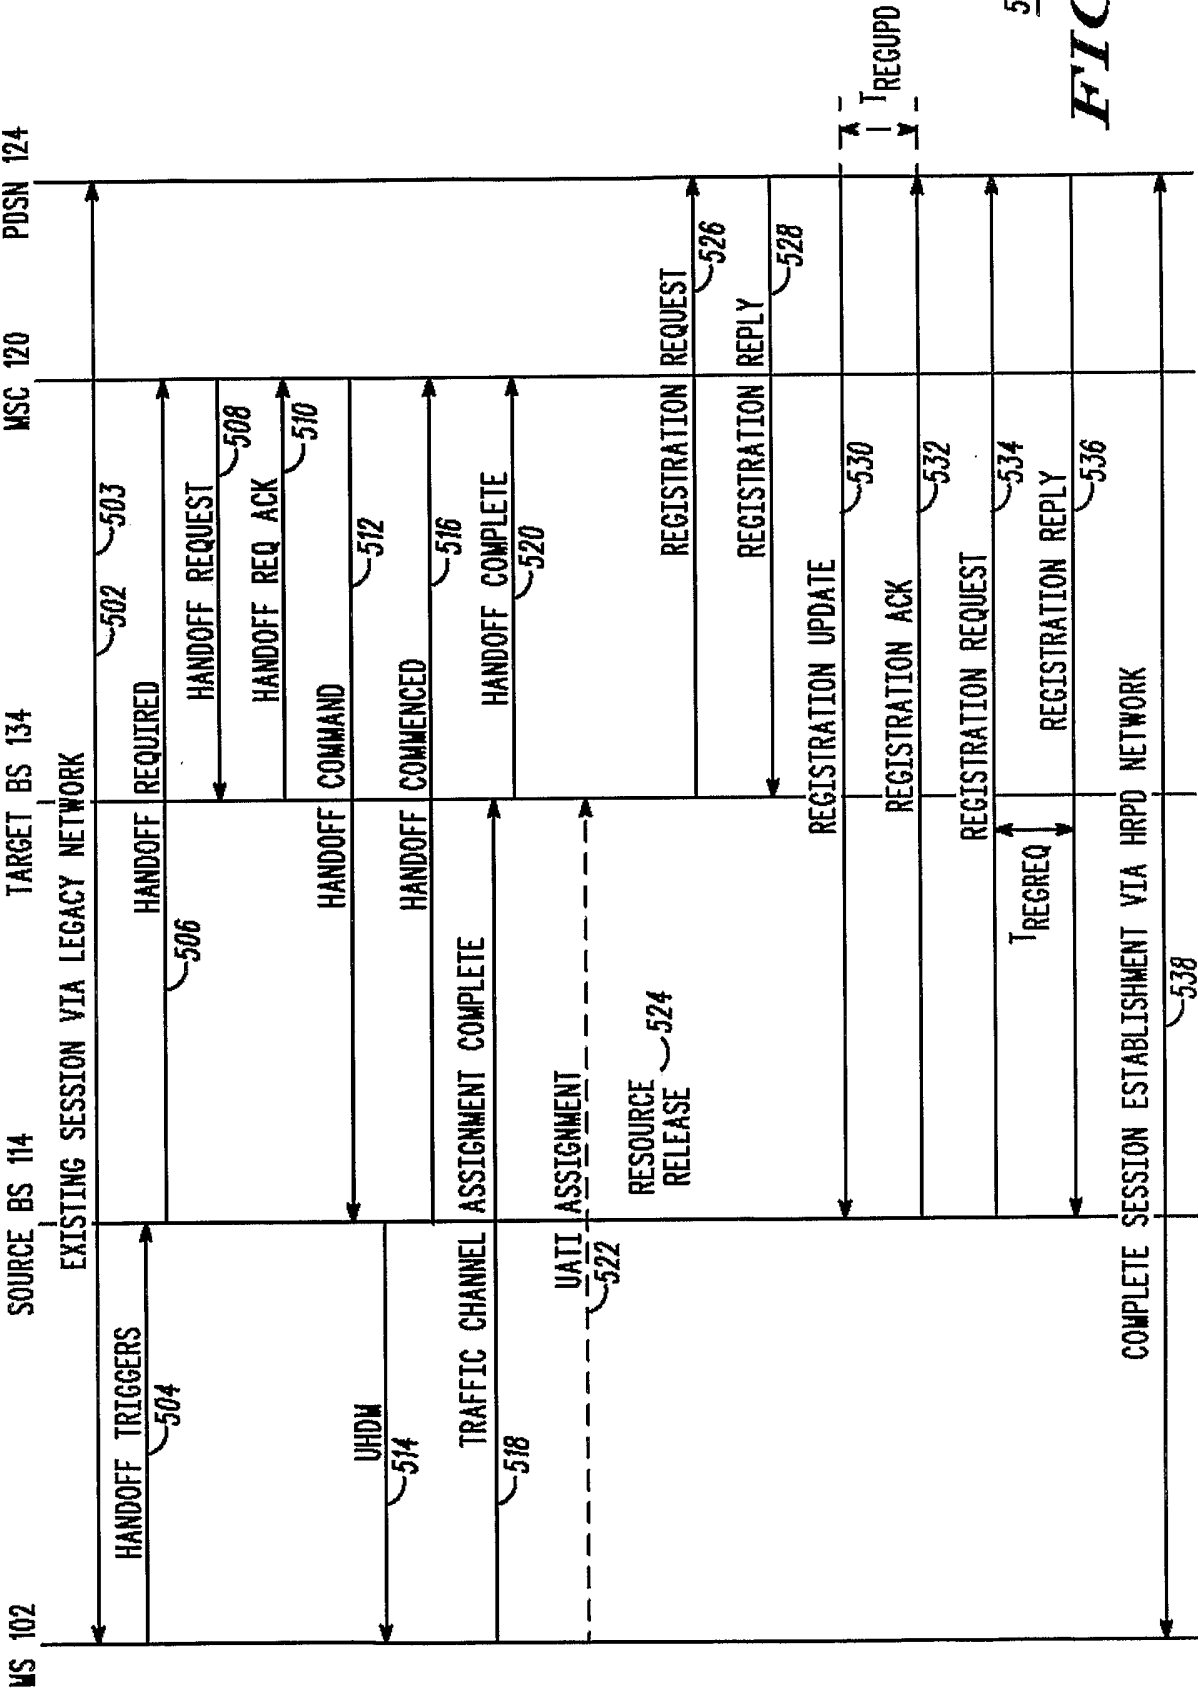 MS 102
SOURCE BS 114
TARGET BS 134
MSC 120
PDSN 124
EXISTING SESSION VIA LEGACY NETWORK
502
503
HANDOFF TRIGGERS
504
HANDOFF REQUIRED
506
HANDOFF REQUEST
508
HANDOFF REQ ACK
510
HANDOFF COMMAND
512
UHDM
514
HANDOFF COMMENCED
516
TRAFFIC CHANNEL ASSIGNMENT COMPLETE
518
HANDOFF COMPLETE
520
UATI ASSIGNMENT
522
RESOURCE
RELEASE
524
REGISTRATION REQUEST
526
REGISTRATION REPLY
528
REGISTRATION UPDATE
530
TREGUPD
REGISTRATION ACK
532
REGISTRATION REQUEST
534
TREGREQ
REGISTRATION REPLY
536
COMPLETE SESSION ESTABLISHMENT VIA HRPD NETWORK
538